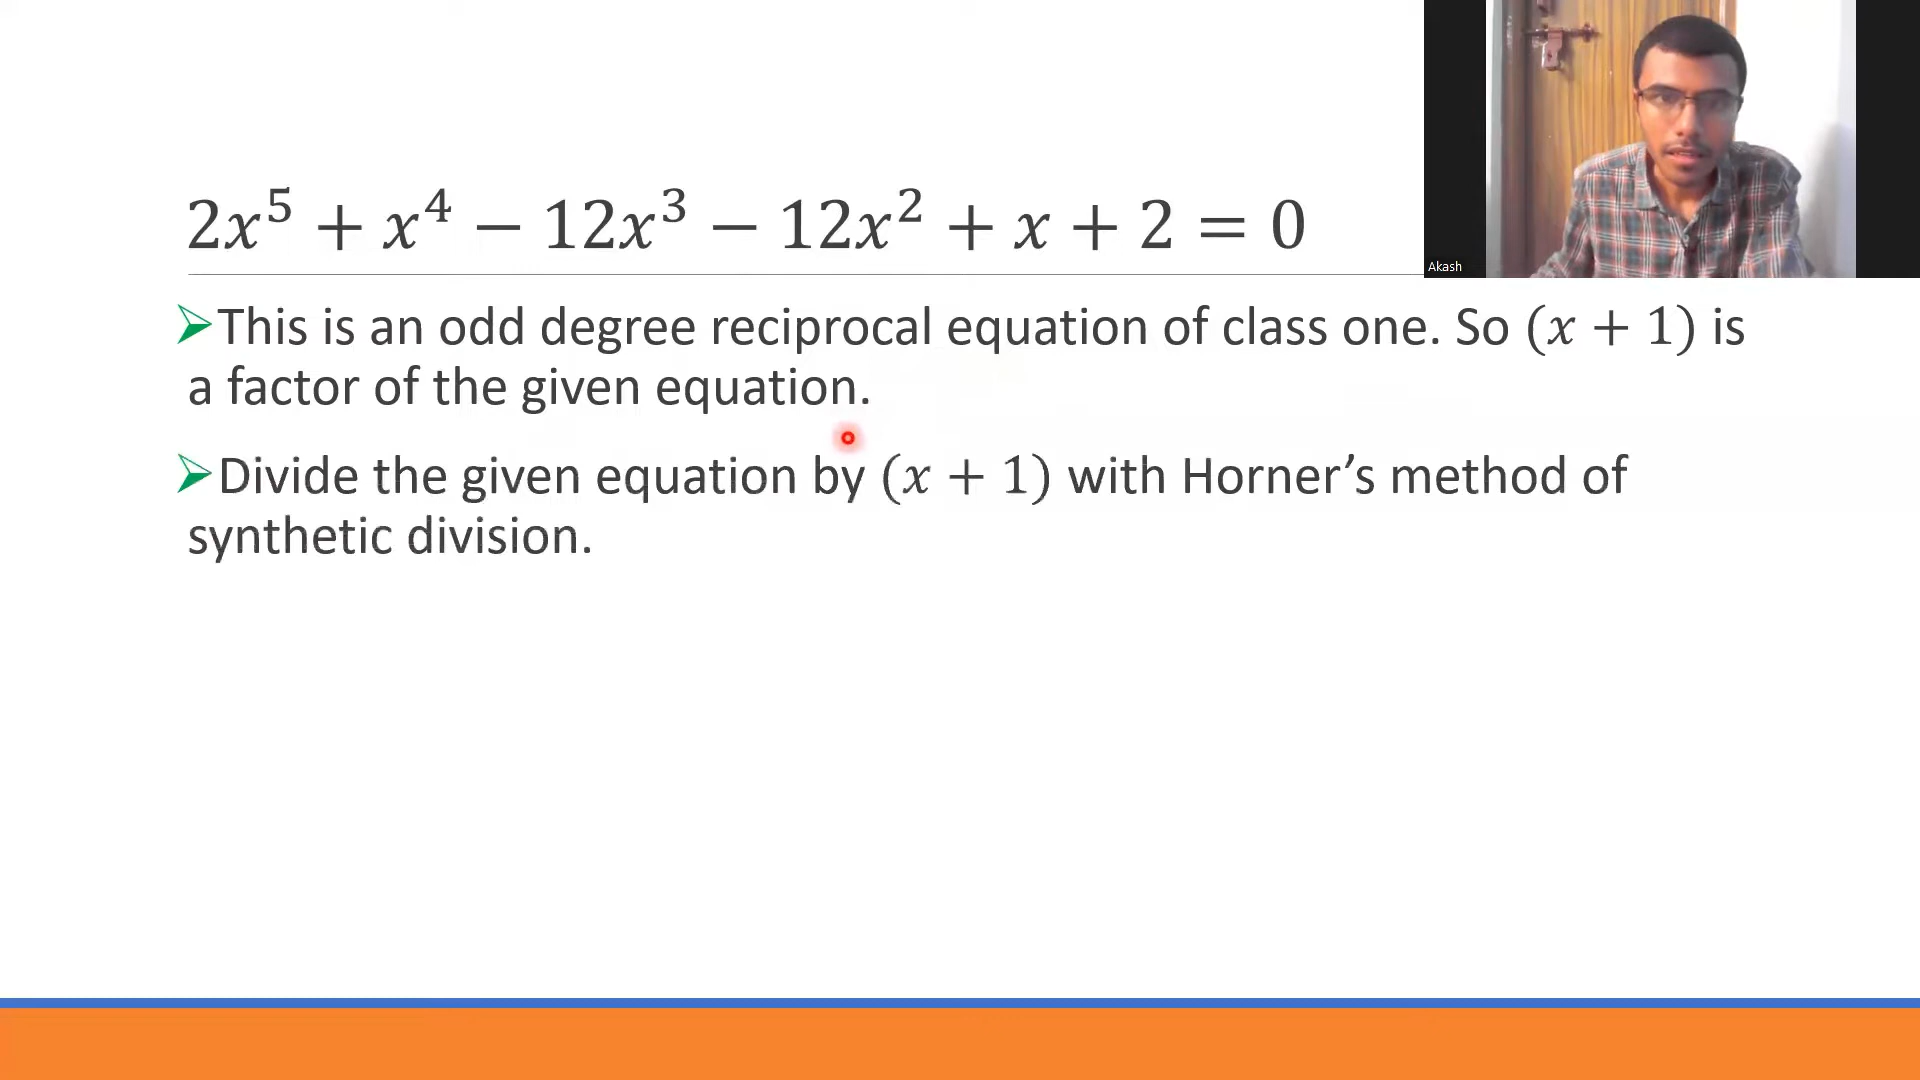 2x⁵ + x⁴ − 12x³ − 12x² + x + 2 = 0
Akash
➢This is an odd degree reciprocal equation of class one. So (x + 1) is
a factor of the given equation.
➢Divide the given equation by (x + 1) with Horner’s method of
synthetic division.